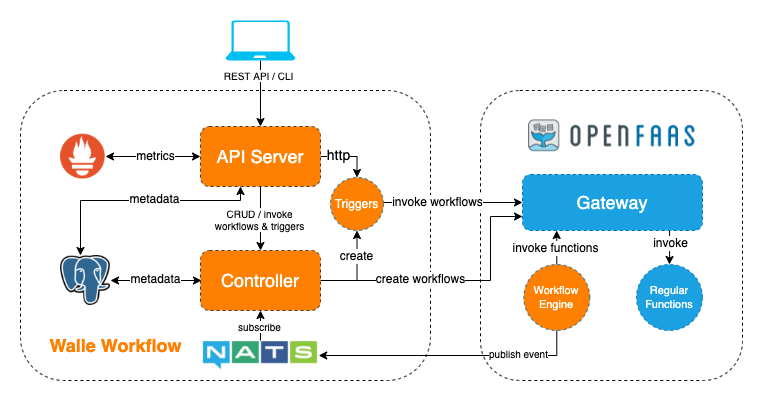 REST API / CLI
OPENFAAS
metrics
API Server
http
metadata
Triggers
invoke workflows
Gateway
CRUD / invoke
workflows & triggers
invoke functions
invoke
create
metadata
Controller
create workflows
Workflow
Engine
Regular
Functions
subscribe
Walle Workflow
NATS
publish event